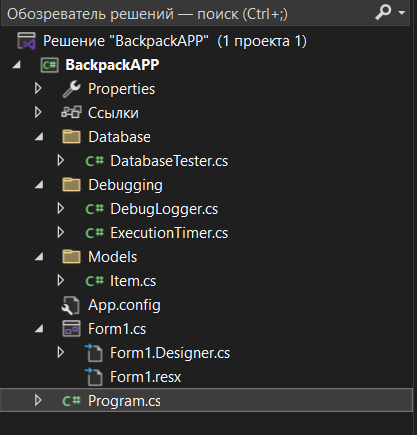 Обозреватель решений — поиск (Ctrl+;)
Решение "BackpackAPP" (1 проекта 1)
BackpackAPP
Properties
Ссылки
Database
C# DatabaseTester.cs
Debugging
C# DebugLogger.cs
C# ExecutionTimer.cs
Models
C# Item.cs
App.config
Form1.cs
Form1.Designer.cs
Form1.resx
C# Program.cs